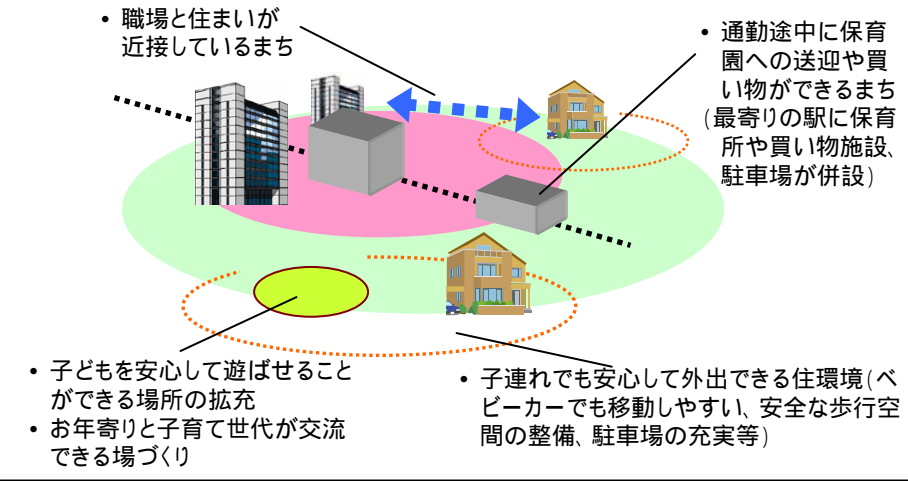 • 職場と住まいが
近接しているまち
• 通勤途中に保育
園への送迎や買
い物ができるまち
(最寄りの駅に保育
所や買い物施設、
駐車場が併設)
• 子どもを安心して遊ばせること
ができる場所の拡充
• お年寄りと子育て世代が交流
できる場づくり
• 子連れでも安心して外出できる住環境(ベ
ビーカーでも移動しやすい、安全な歩行空
間の整備、駐車場の充実等)